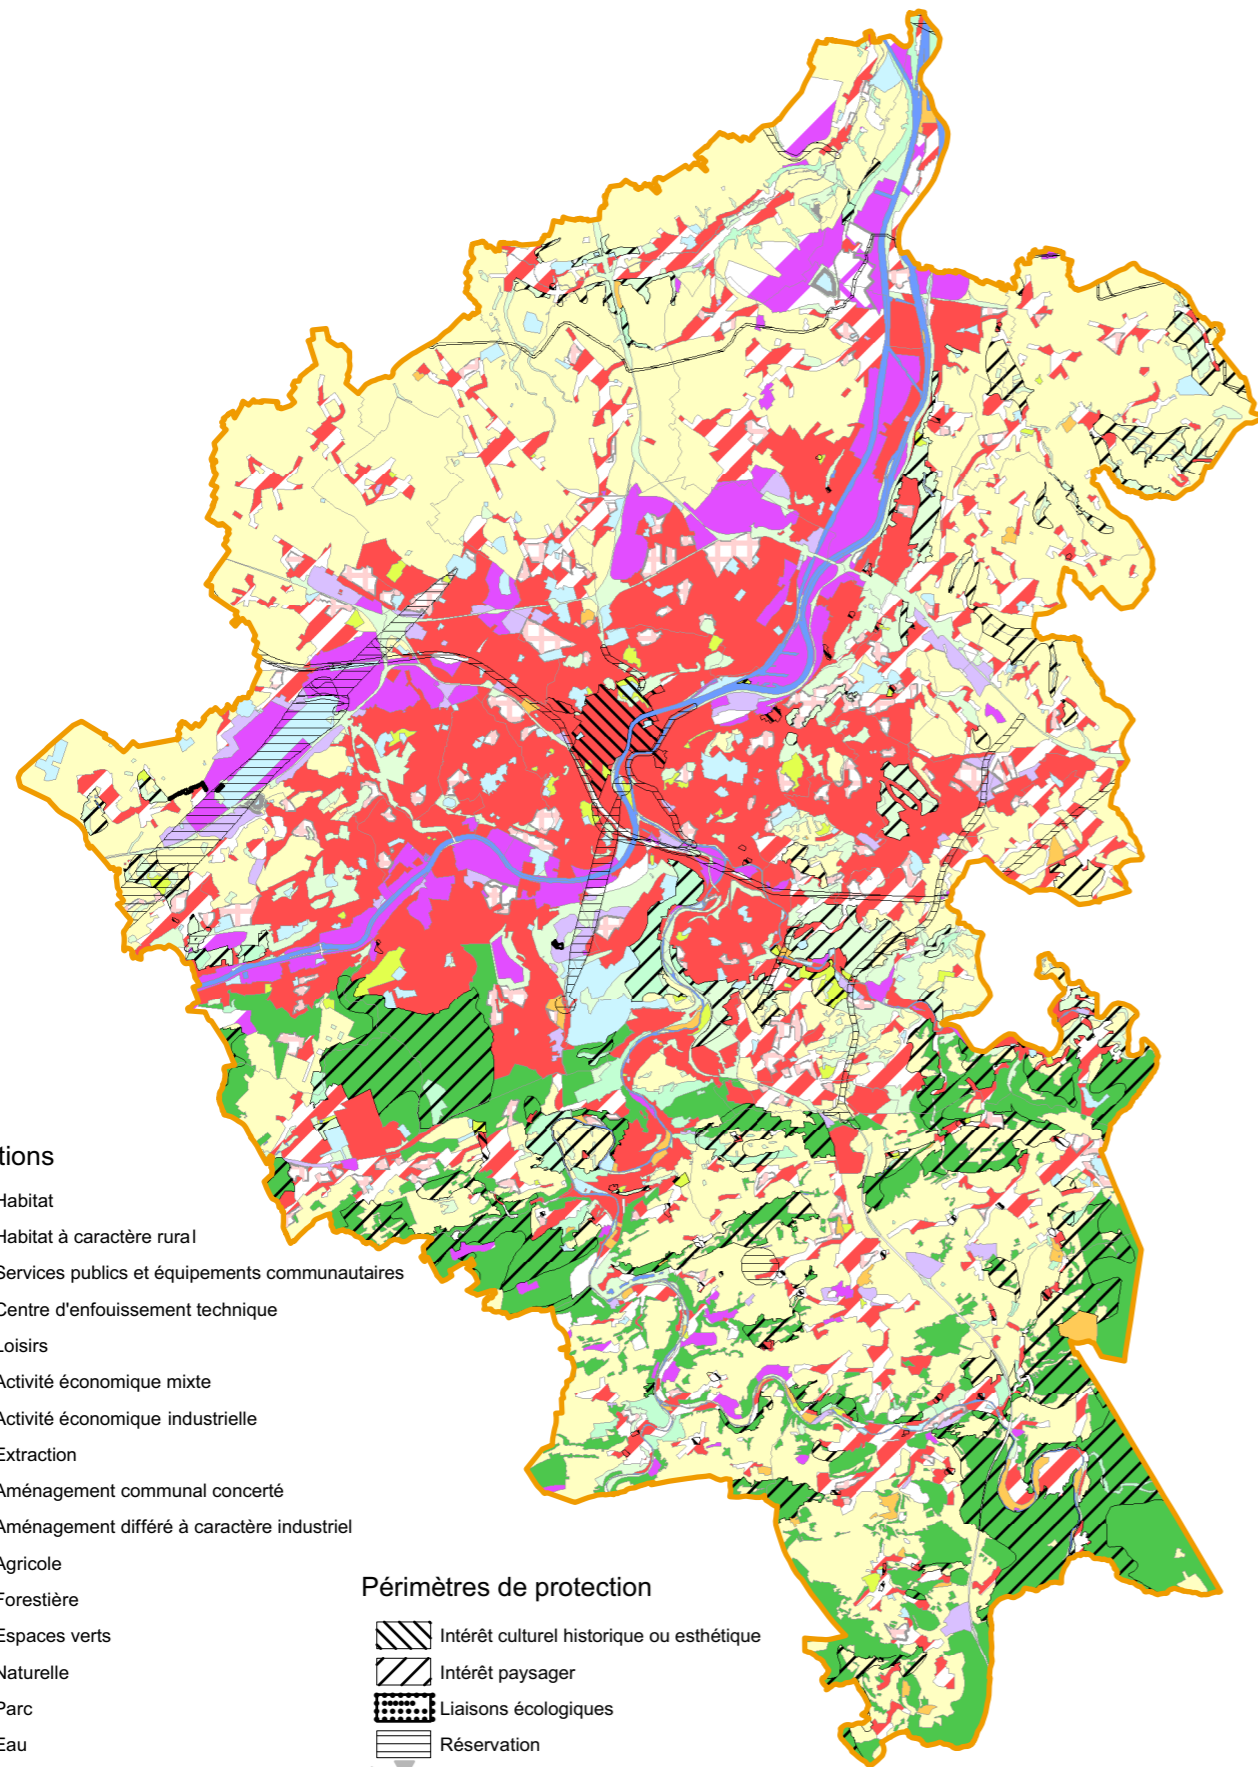 tions
Habitat
Habitat à caractère rural
Services publics et équipements communautaires
Centre d'enfouissement technique
Loisirs
Activité économique mixte
Activité économique industrielle
Extraction
Aménagement communal concerté
Aménagement différé à caractère industriel
Agricole
Forestière
Espaces verts
Naturelle
Parc
Eau
Périmètres de protection
Intérêt culturel historique ou esthétique
Intérêt paysager
Liaisons écologiques
Réservation